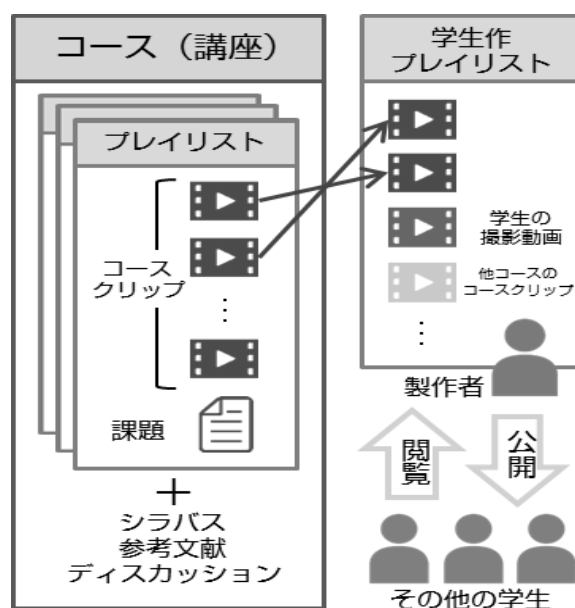 コース（講座）
プレイリスト
コース
クリップ
⋮
課題
＋
シラバス
参考文献
ディスカッション
学生作
プレイリスト
学生の
撮影動画
他コースの
コースクリップ
⋮
製作者
閲覧
公開
その他の学生